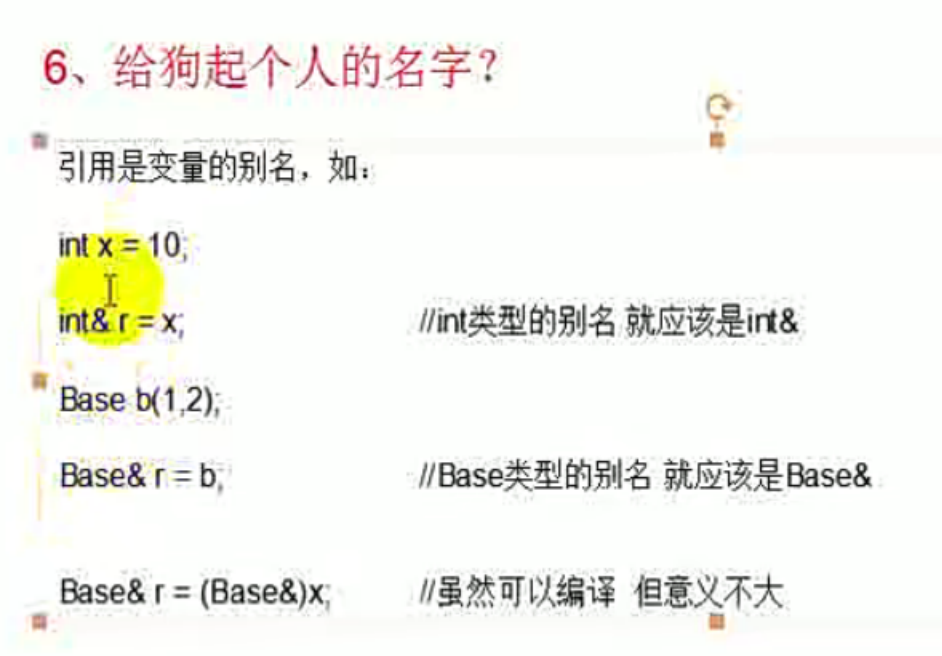 6、给狗起个人的名字？
引用是变量的别名，如：
int x = 10;
int& r = x; //int类型的别名 就应该是int&
Base b(1,2);
Base& r = b; //Base类型的别名 就应该是Base&
Base& r = (Base&)x; //虽然可以编译 但意义不大